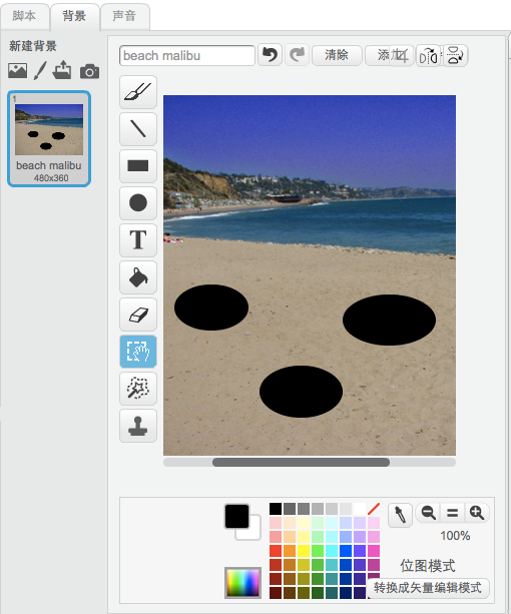 脚本 背景 声音
新建背景
beach malibu 清除 添加
1
beach malibu
480x360
T
100%
位图模式
转换成矢量编辑模式